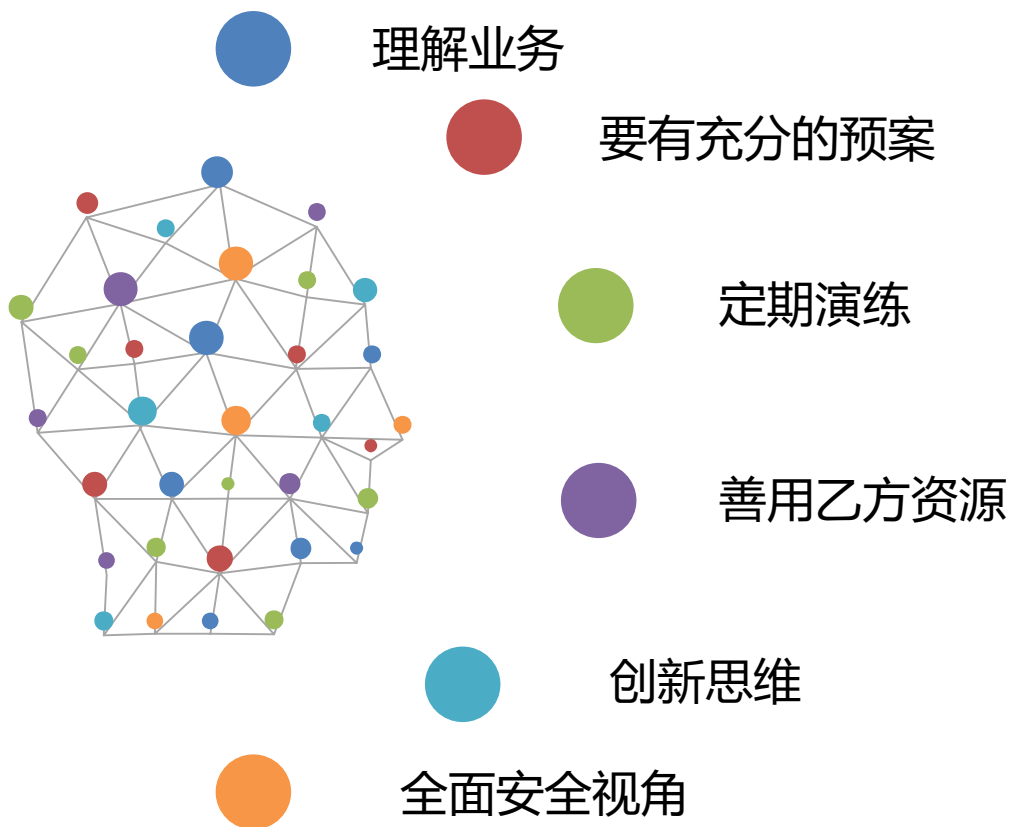 理解业务
要有充分的预案
定期演练
善用乙方资源
创新思维
全面安全视角